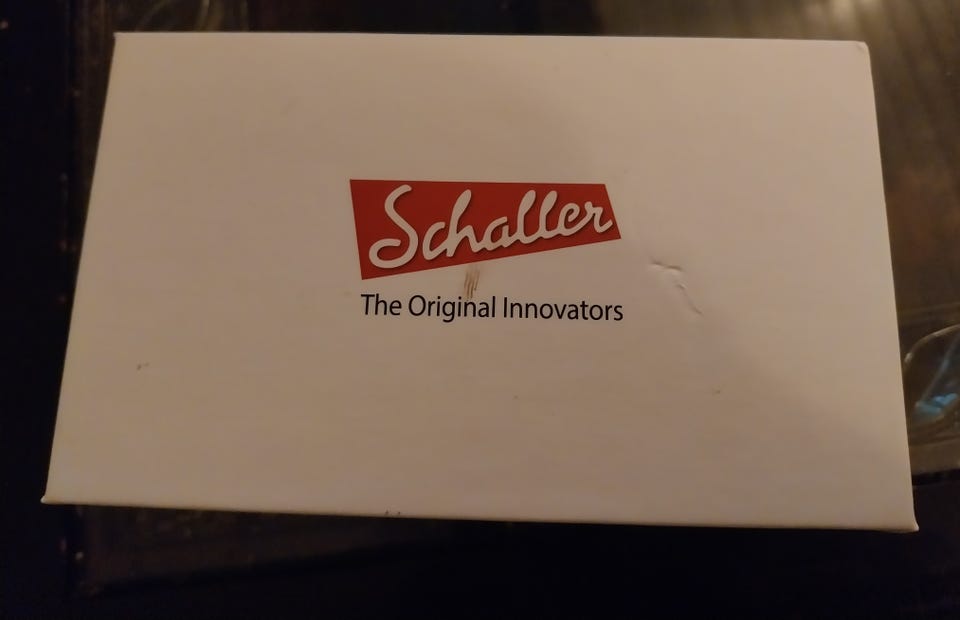 Schaller
The Original Innovators